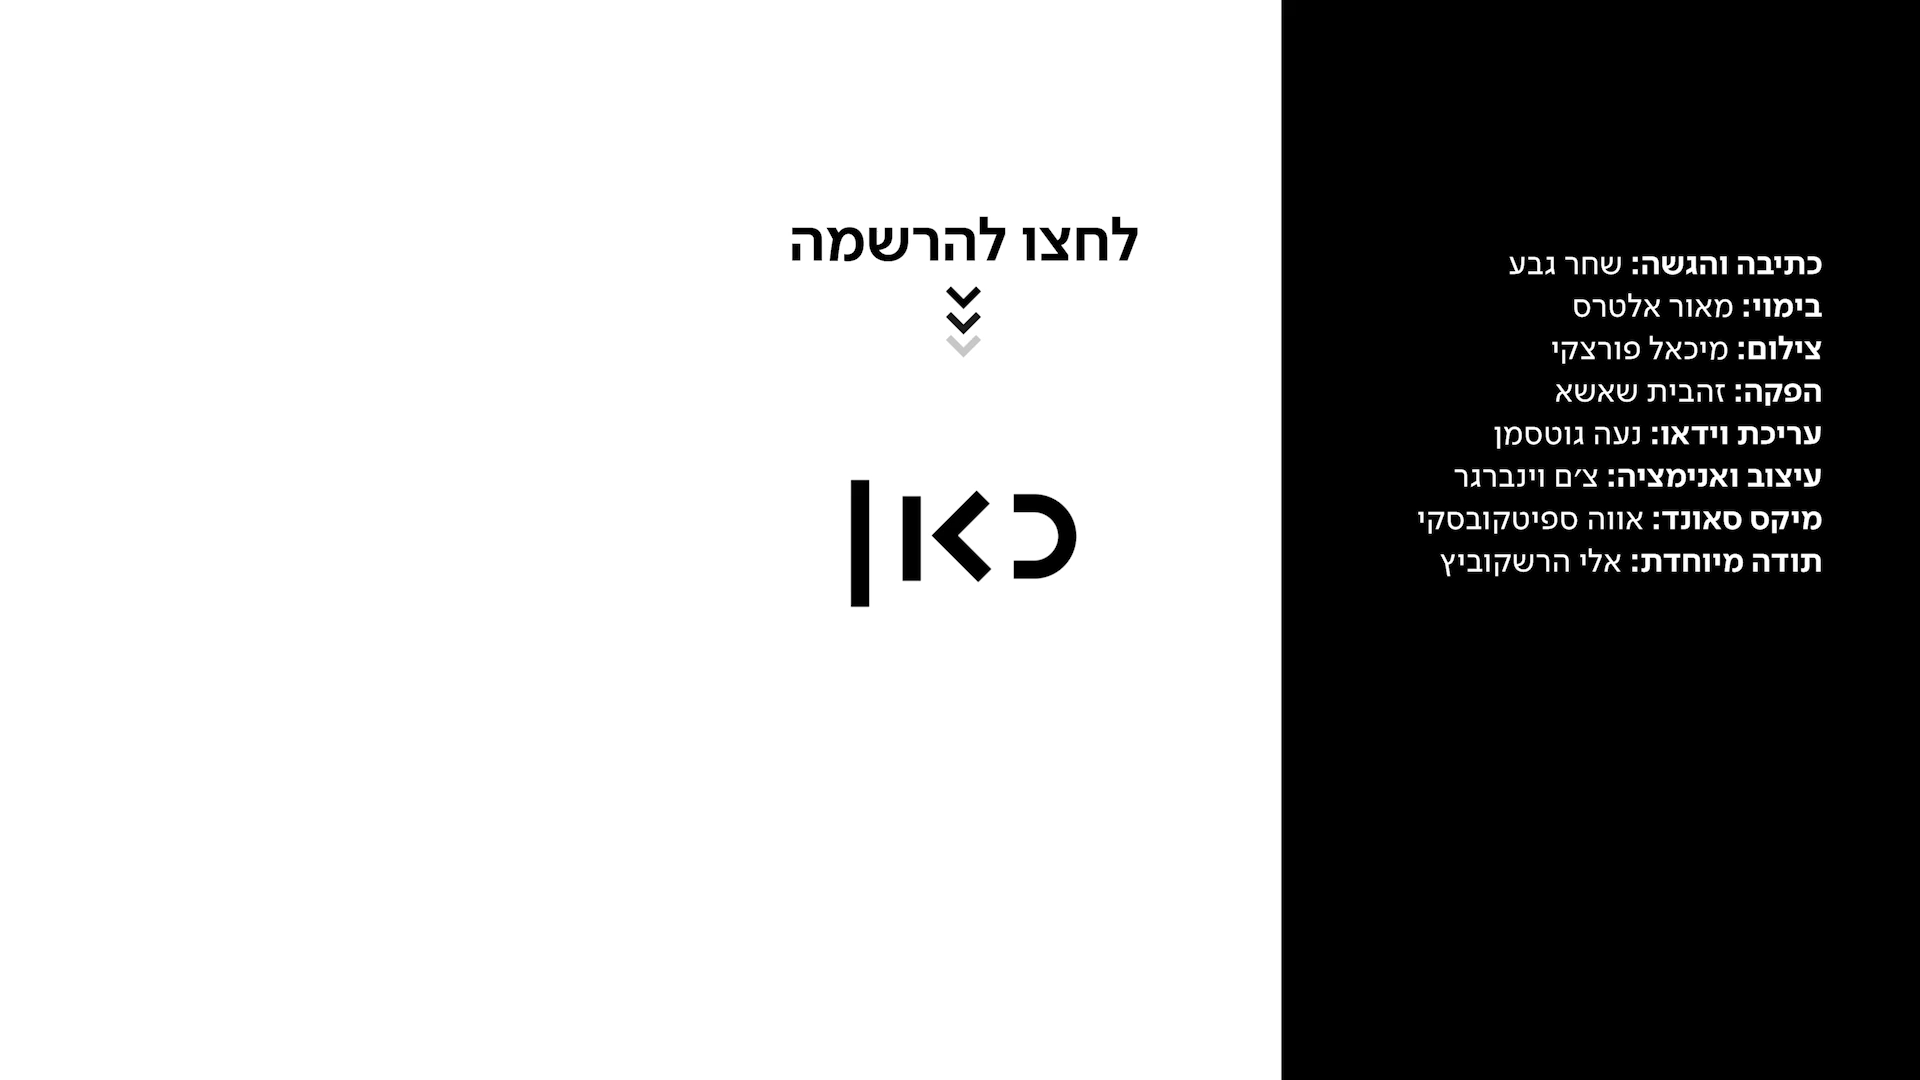 לחצו להרשמה
כאן
כתיבה והגשה: שחר גבע
בימוי: מאור אלטרס
צילום: מיכאל פורצקי
הפקה: זהבית שאשא
עריכת וידאו: נעה גוטסמן
עיצוב ואנימציה: צ׳ם וינברגר
מיקס סאונד: אווה ספיטקובסקי
תודה מיוחדת: אלי הרשקוביץ